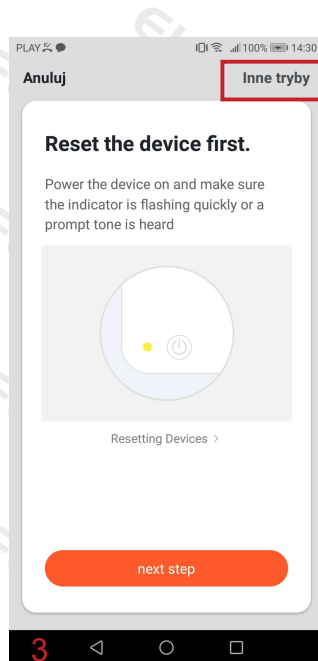 PLAY 100% 14:30
Anuluj Inne tryby
Reset the device first.
Power the device on and make sure
the indicator is flashing quickly or a
prompt tone is heard
Resetting Devices >
next step
3